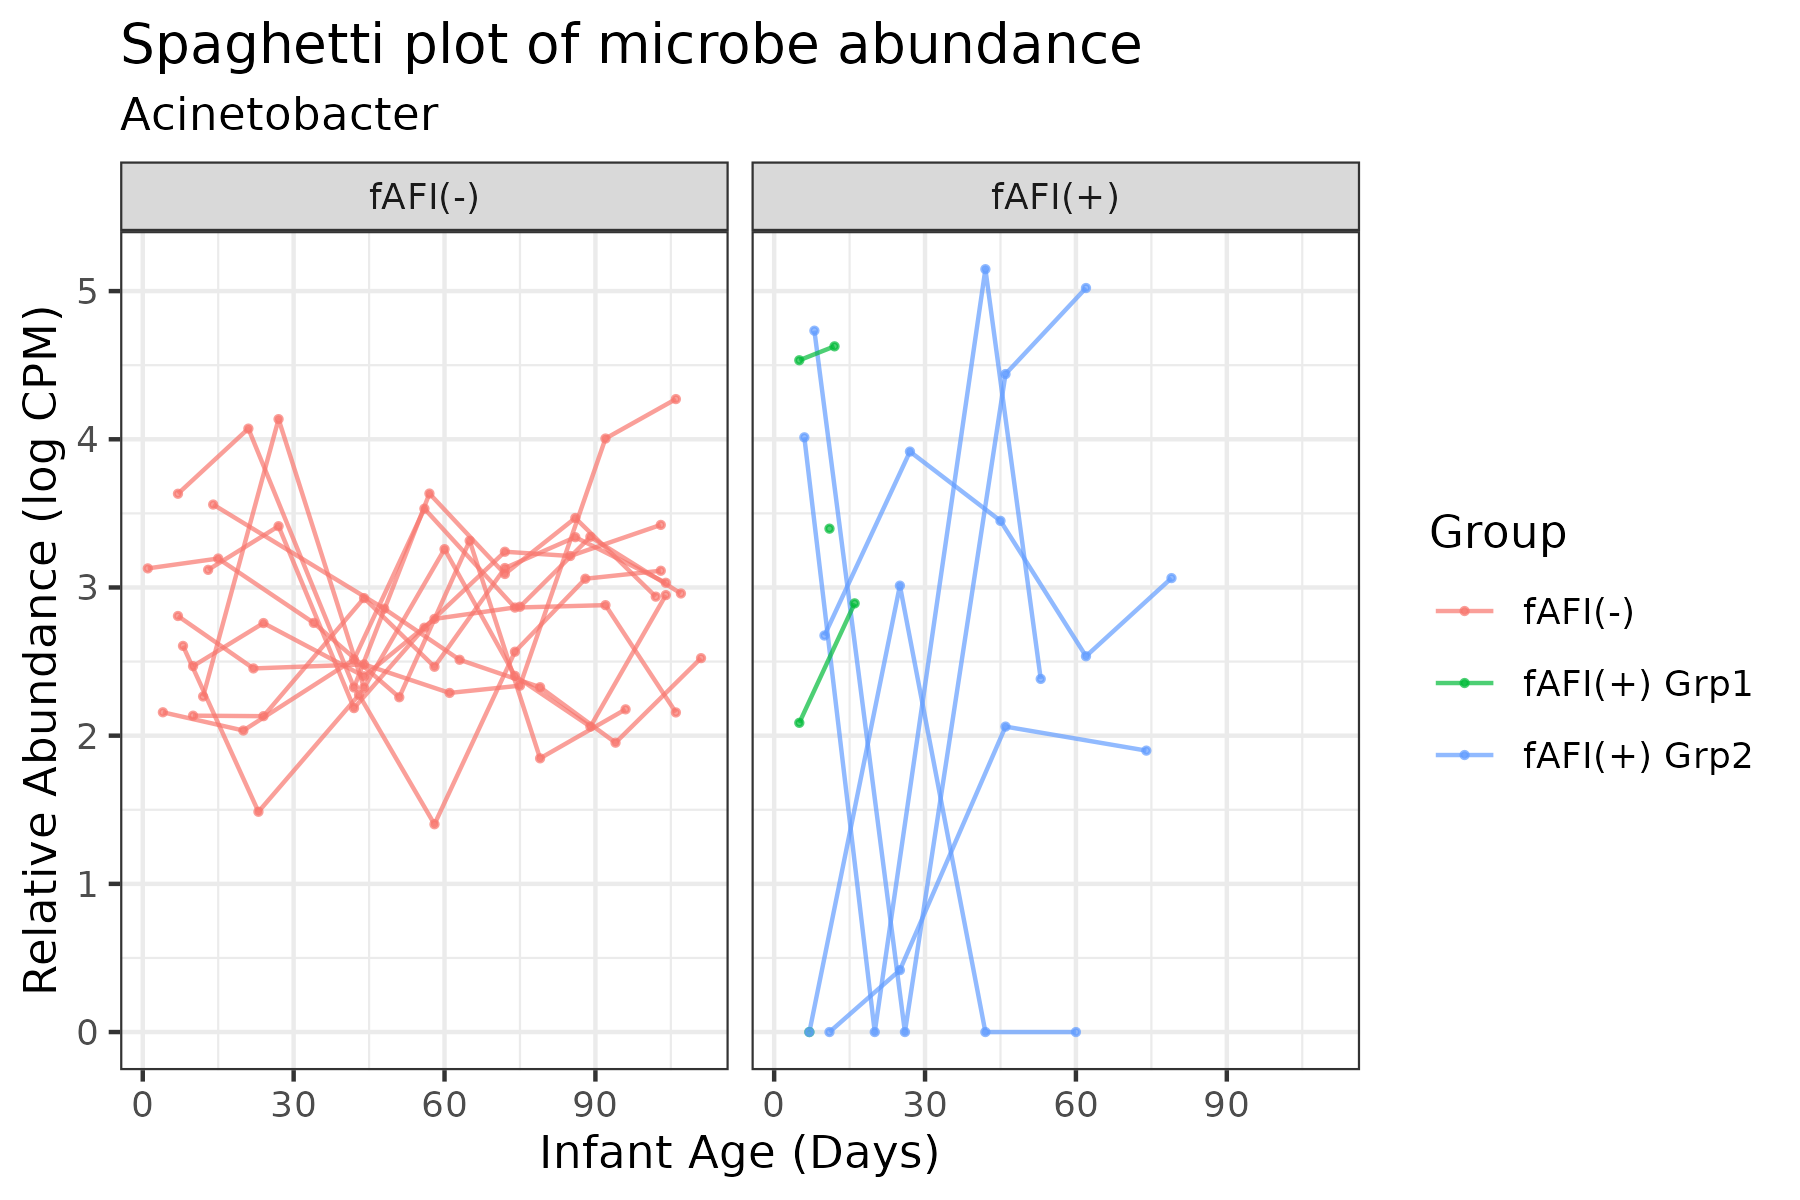 Spaghetti plot of microbe abundance
Acinetobacter
fAFI(-)
fAFI(+)
Relative Abundance (log CPM)
5
4
3
2
1
0
0 30 60 90
0 30 60 90
Infant Age (Days)
Group
fAFI(-)
fAFI(+) Grp1
fAFI(+) Grp2